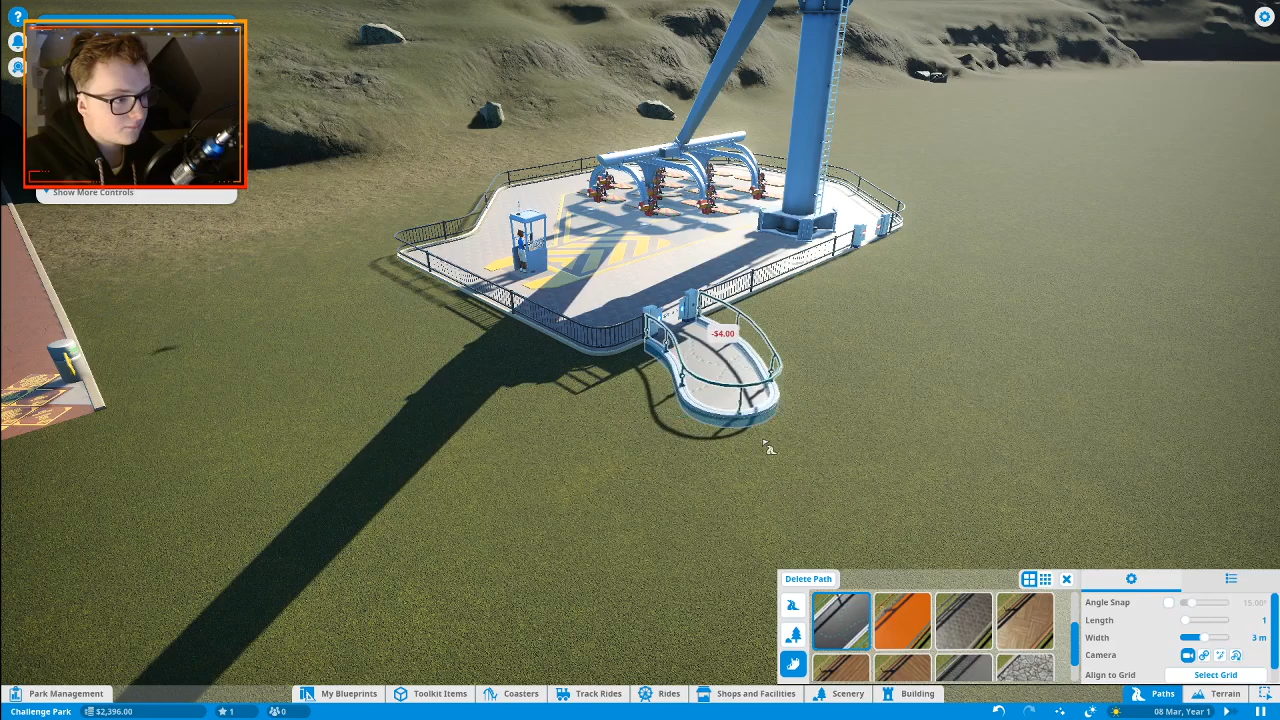 ?
Show More Controls
-$4.00
Delete Path
Angle Snap
15.00°
Length
1
Width
3 m
Camera
Align to Grid
Select Grid
Park Management
My Blueprints
Toolkit Items
Coasters
Track Rides
Rides
Shops and Facilities
Scenery
Building
Paths
Terrain
Challenge Park
$2,396.00
1
0
08 Mar, Year 1